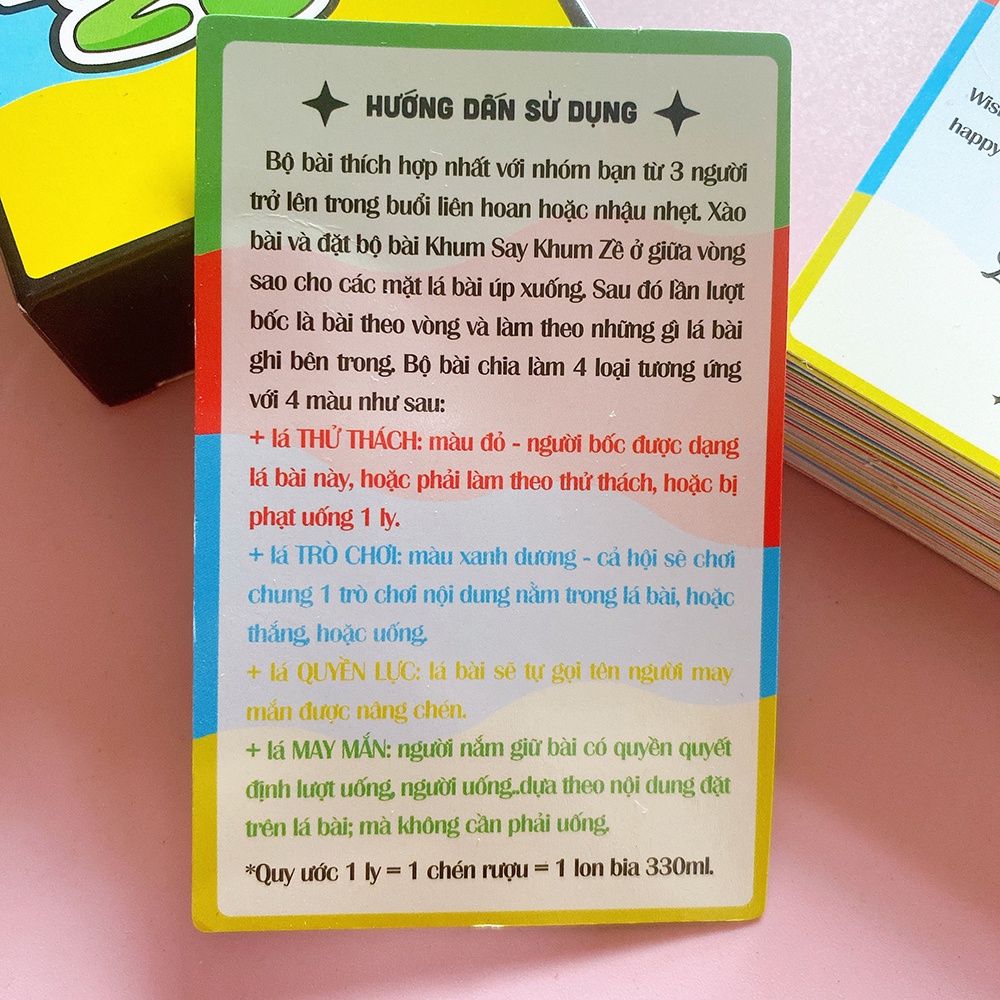 HƯỚNG DẪN SỬ DỤNG
Bộ bài thích hợp nhất với nhóm bạn từ 3 người
trở lên trong buổi liên hoan hoặc nhậu nhẹt. Xào
bài và đặt bộ bài Khum Say Khum Zề ở giữa vòng
sao cho các mặt lá bài úp xuống. Sau đó lần lượt
bốc là bài theo vòng và làm theo những gì lá bài
ghi bên trong. Bộ bài chia làm 4 loại tương ứng
với 4 màu như sau:
+ lá THỬ THÁCH: màu đỏ - người bốc được dạng
lá bài này, hoặc phải làm theo thử thách, hoặc bị
phạt uống 1 ly.
+ lá TRÒ CHƠI: màu xanh dương - cả hội sẽ chơi
chung 1 trò chơi nội dung nằm trong lá bài, hoặc
thắng, hoặc uống.
+ lá QUYỀN LỰC: lá bài sẽ tự gọi tên người may
mắn được nâng chén.
+ lá MAY MẮN: người nắm giữ bài có quyền quyết
định lượt uống, người uống..dựa theo nội dung đặt
trên lá bài; mà không cần phải uống.
*Quy ước 1 ly = 1 chén rượu = 1 lon bia 330ml.
happy